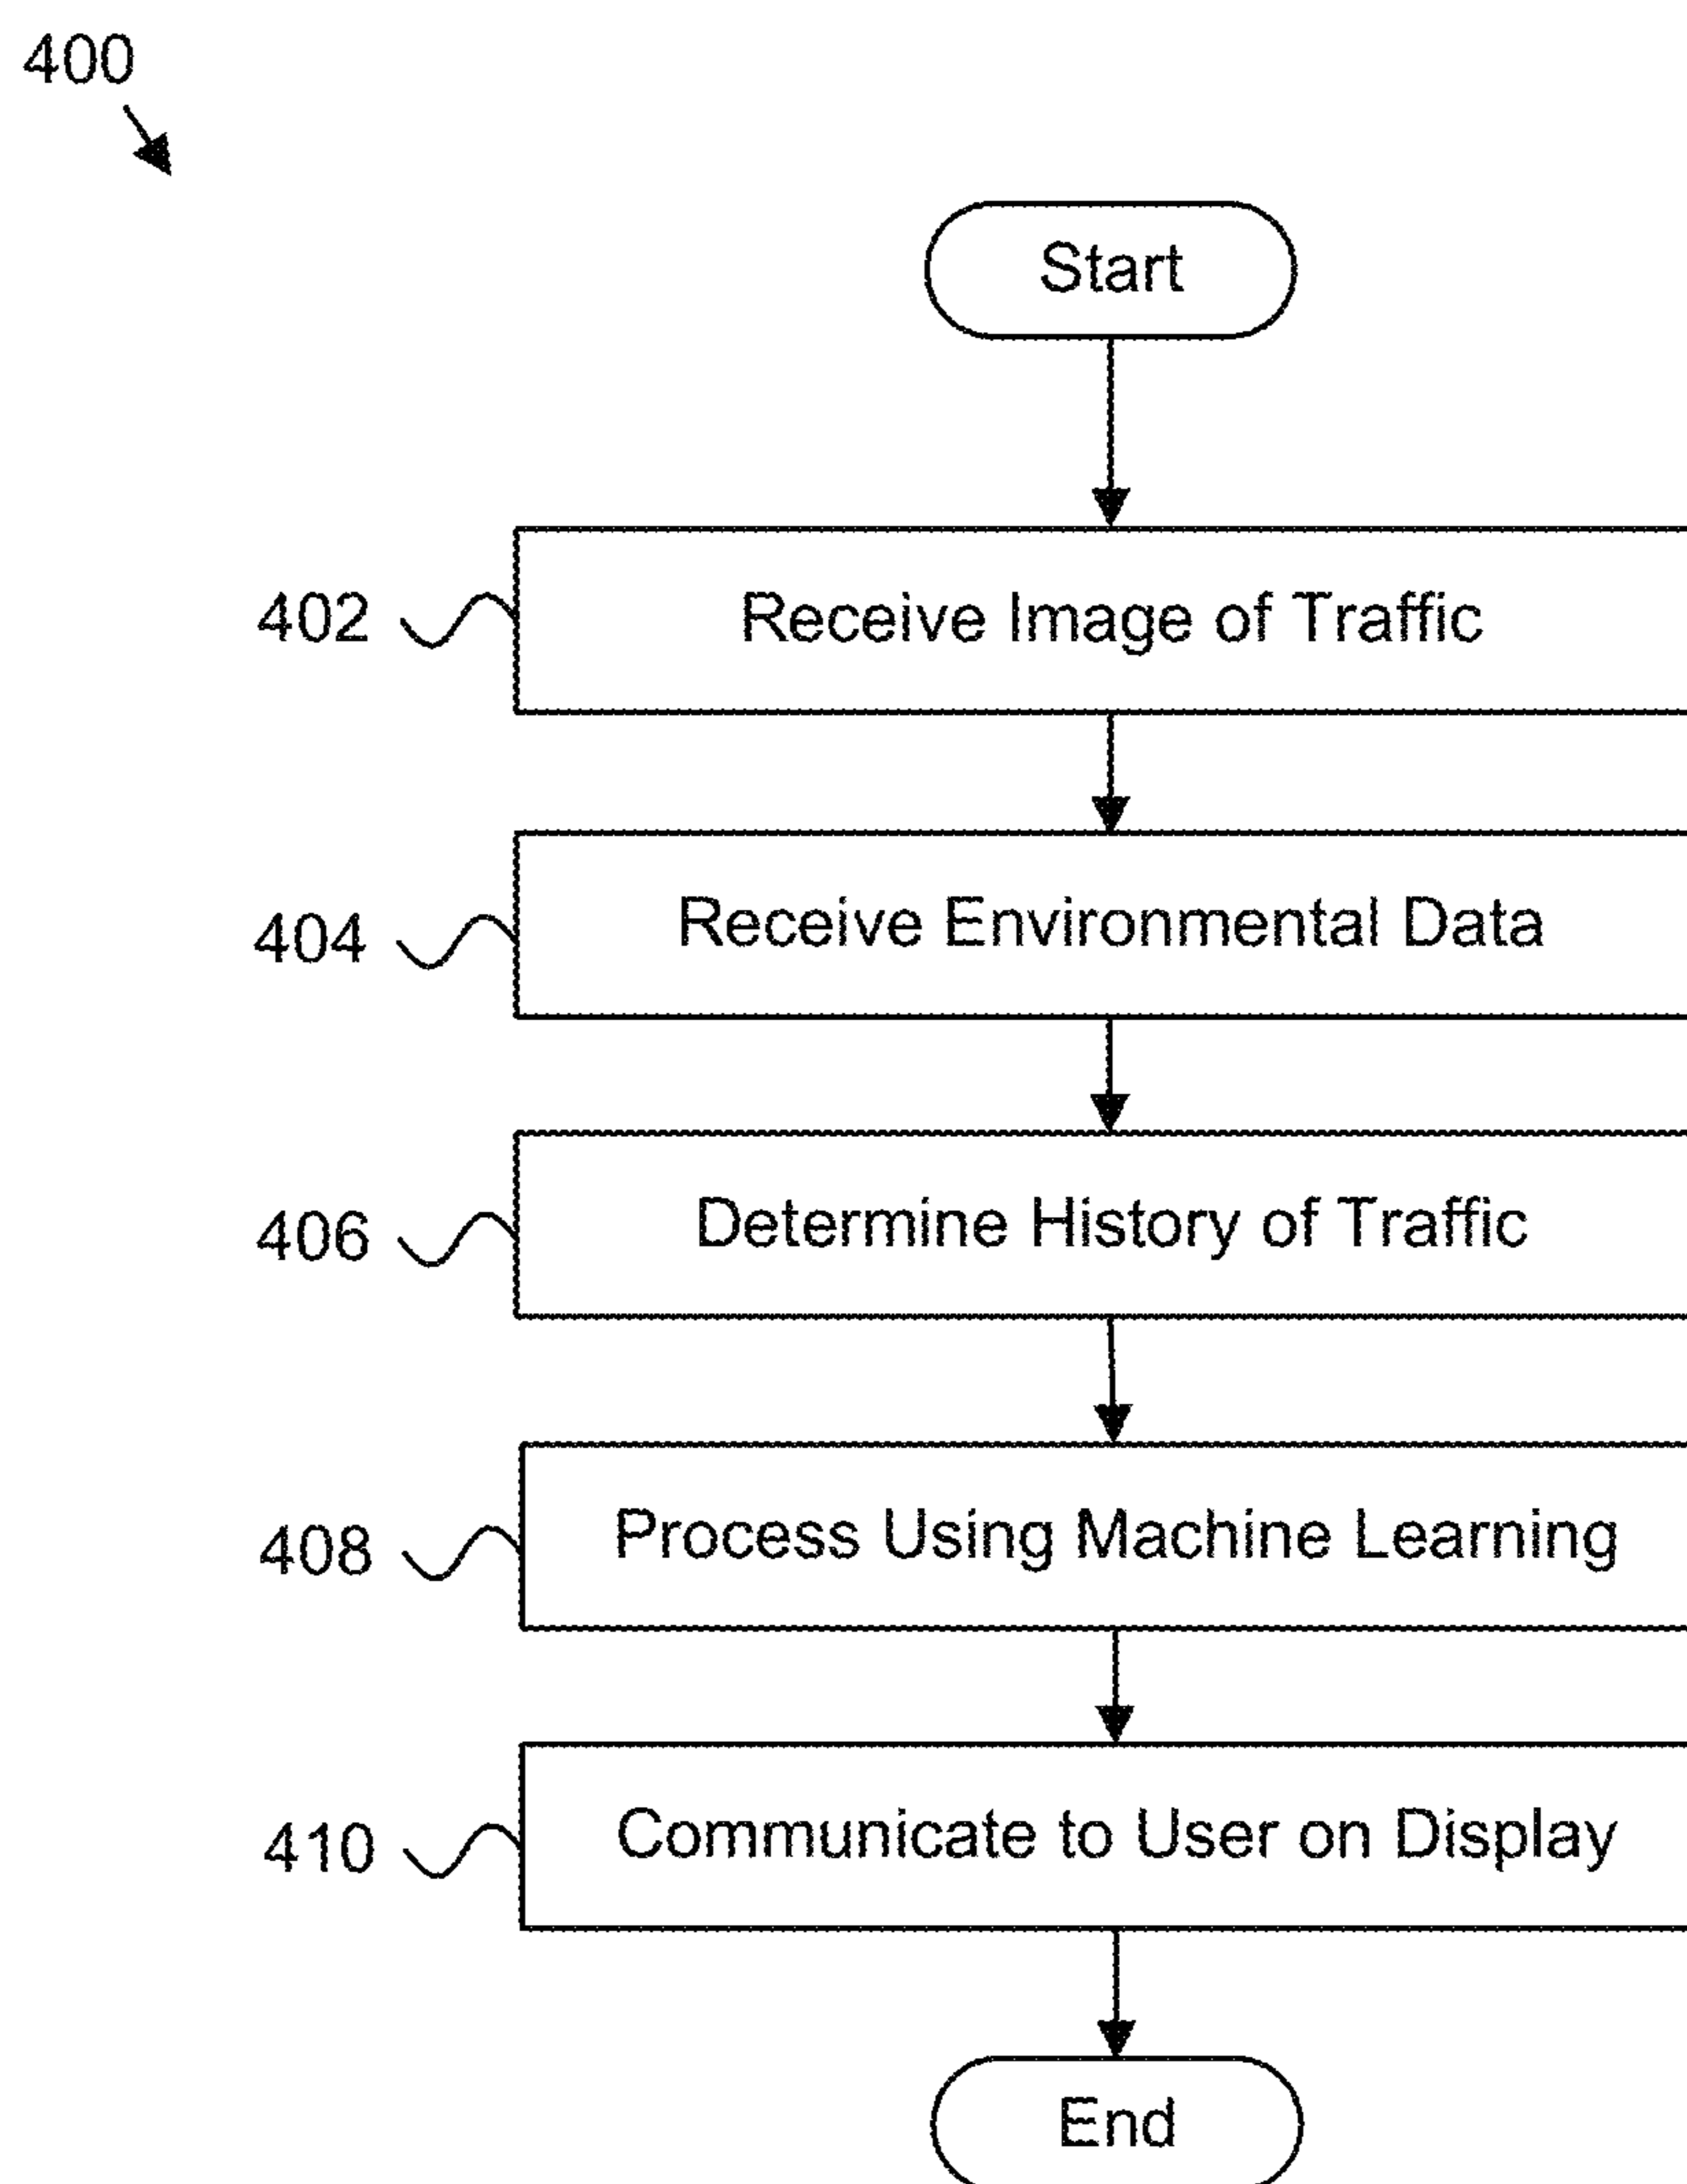 400
Start
402 Receive Image of Traffic
404 Receive Environmental Data
406 Determine History of Traffic
408 Process Using Machine Learning
410 Communicate to User on Display
End